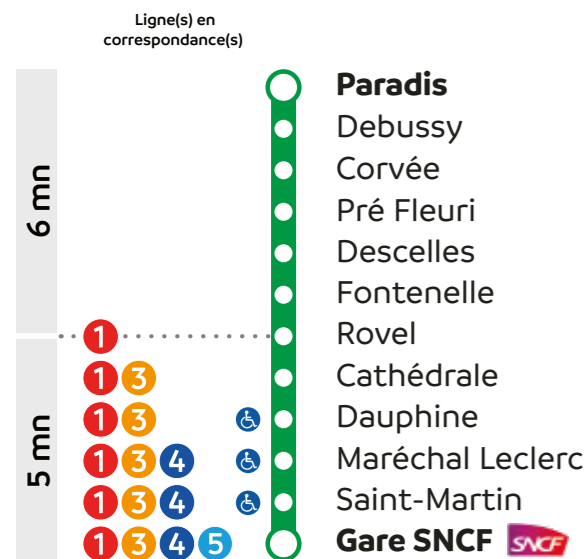 Ligne(s) en
correspondance(s)
Paradis
Debussy
Corvée
Pré Fleuri
Descelles
Fontenelle
6 mn
1 Rovel
1 3 Cathédrale
1 3 Dauphine
1 3 4 Maréchal Leclerc
1 3 4 Saint-Martin
1 3 4 5 Gare SNCF SNCF
5 mn